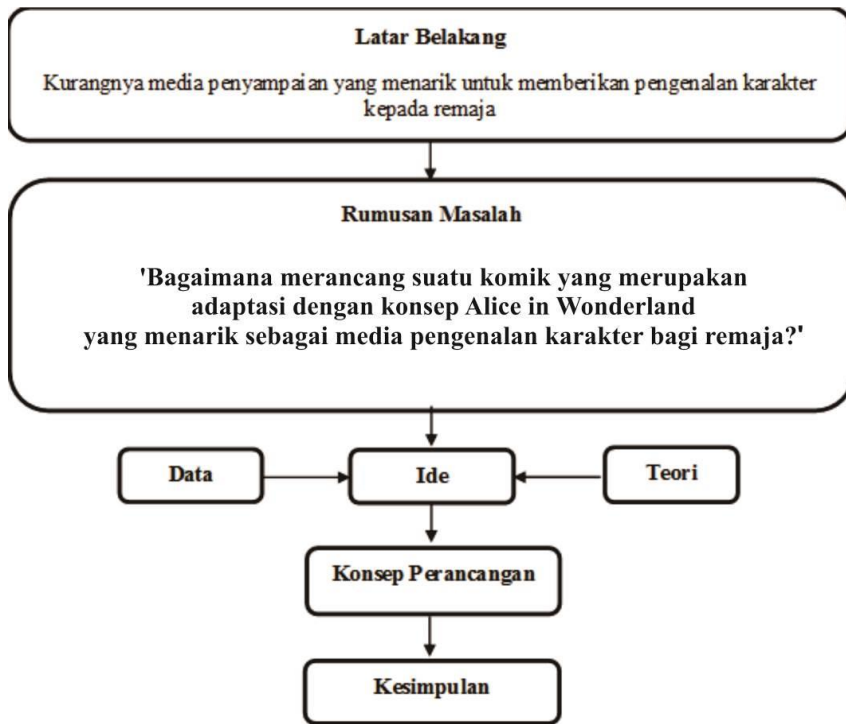 Latar Belakang
Kurangnya media penyampaian yang menarik untuk memberikan pengenalan karakter
kepada remaja
Rumusan Masalah
'Bagaimana merancang suatu komik yang merupakan
adaptasi dengan konsep Alice in Wonderland
yang menarik sebagai media pengenalan karakter bagi remaja?'
Data
Ide
Teori
Konsep Perancangan
Kesimpulan